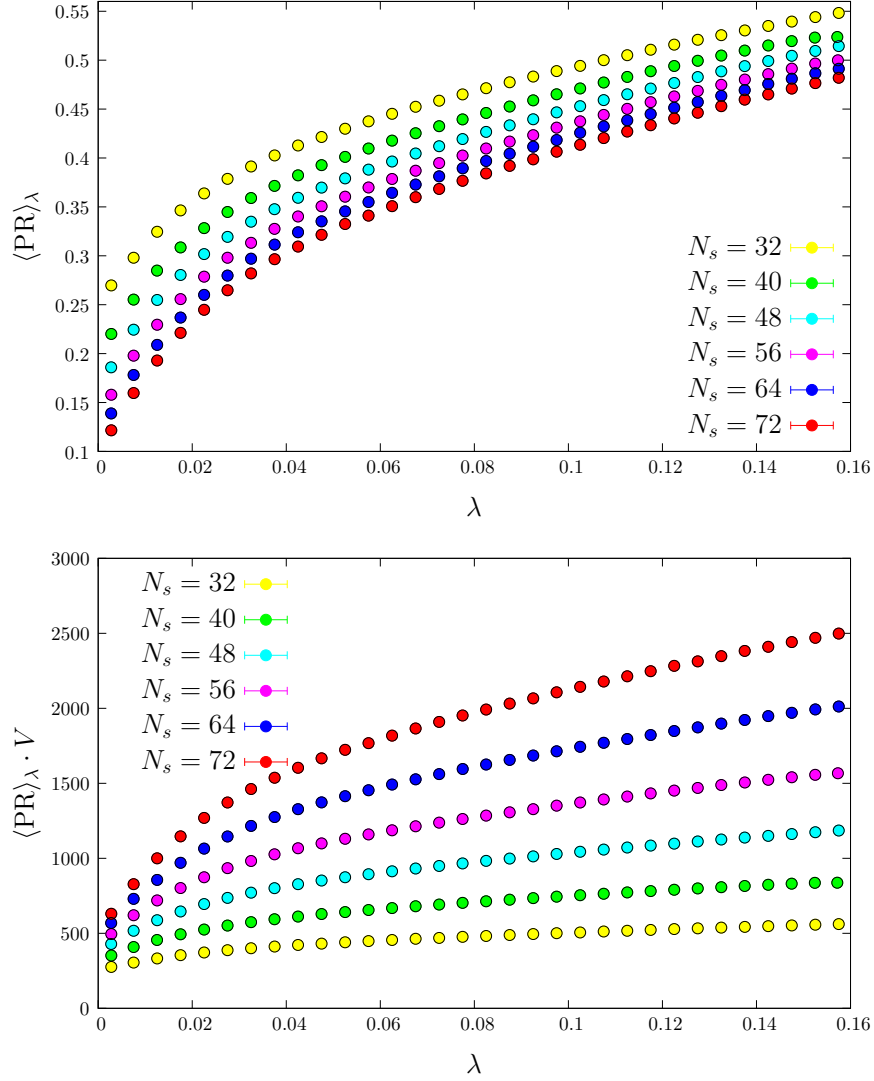 0.55
0.5
0.45
0.4
0.35
0.3
0.25
0.2
0.15
0.1
⟨PR⟩_λ
N_s = 32
N_s = 40
N_s = 48
N_s = 56
N_s = 64
N_s = 72
0 0.02 0.04 0.06 0.08 0.1 0.12 0.14 0.16
λ
3000
2500
2000
1500
1000
500
0
⟨PR⟩_λ · V
N_s = 32
N_s = 40
N_s = 48
N_s = 56
N_s = 64
N_s = 72
0 0.02 0.04 0.06 0.08 0.1 0.12 0.14 0.16
λ